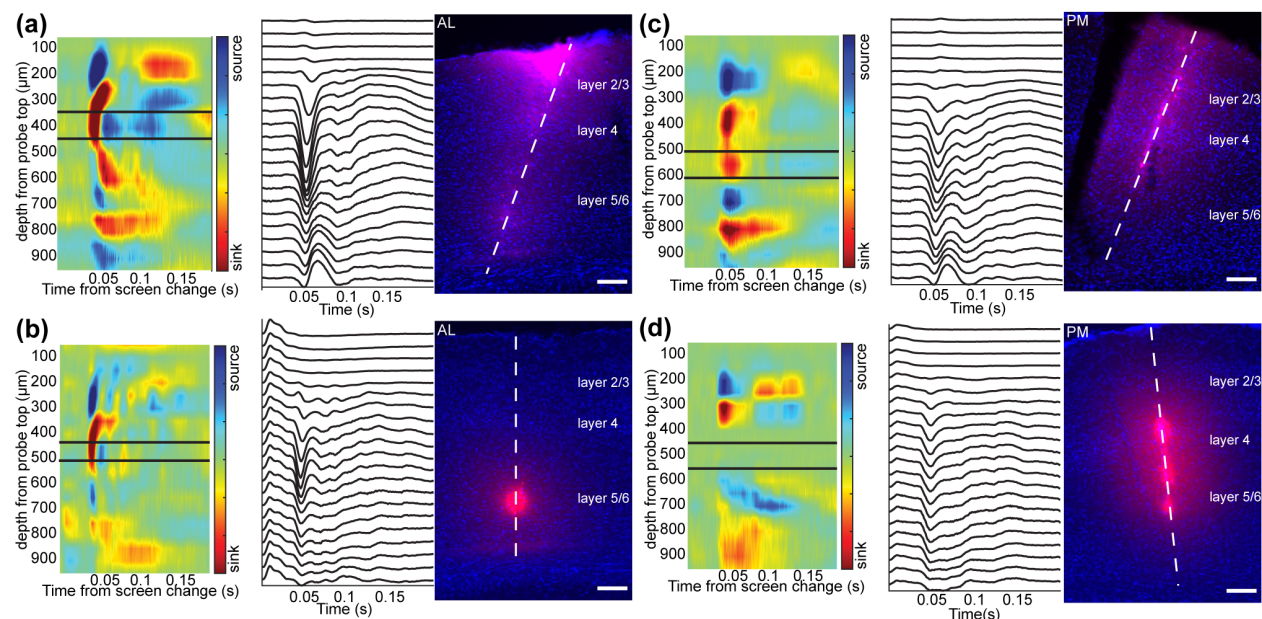 (a)
depth from probe top (µm)
100
200
300
400
500
600
700
800
900
0.05 0.1 0.15
Time from screen change (s)
source
sink
0.05 0.1 0.15
Time (s)
AL
layer 2/3
layer 4
layer 5/6
(c)
depth from probe top (µm)
100
200
300
400
500
600
700
800
900
0.05 0.1 0.15
Time from screen change (s)
source
sink
0.05 0.1 0.15
Time (s)
PM
layer 2/3
layer 4
layer 5/6
(b)
depth from probe top (µm)
100
200
300
400
500
600
700
800
900
0.05 0.1 0.15
Time from screen change (s)
source
sink
0.05 0.1 0.15
Time (s)
AL
layer 2/3
layer 4
layer 5/6
(d)
depth from probe top (µm)
100
200
300
400
500
600
700
800
900
0.05 0.1 0.15
Time from screen change (s)
source
sink
0.05 0.1 0.15
Time(s)
PM
layer 2/3
layer 4
layer 5/6